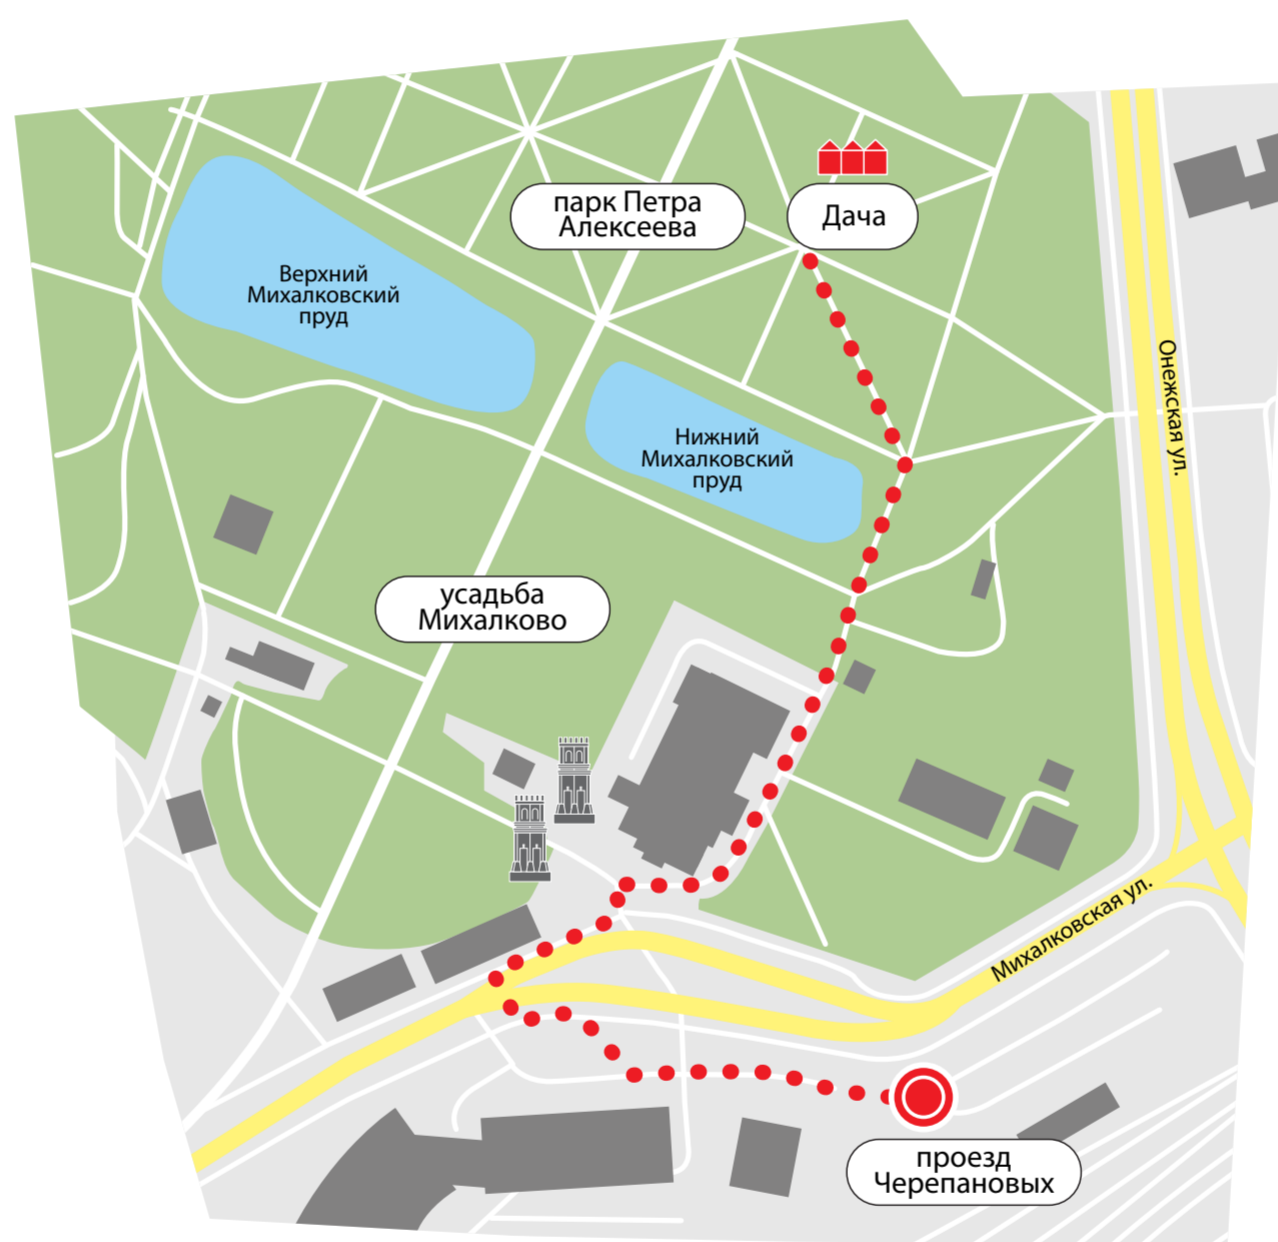 парк Петра
Алексеева
Дача
Верхний
Михалковский
пруд
Онежская ул.
Нижний
Михалковский
пруд
усадьба
Михалково
Михалковская ул.
проезд
Черепановых